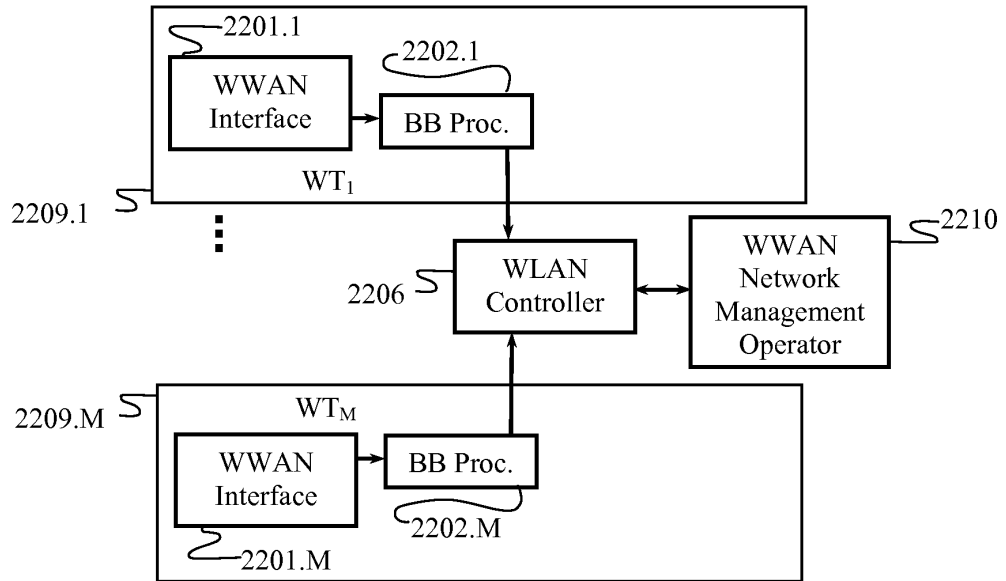 2201.1
WWAN
Interface
2202.1
BB Proc.
WT₁
2209.1
2206
WLAN
Controller
2210
WWAN
Network
Management
Operator
2209.M
WT_M
WWAN
Interface
BB Proc.
2202.M
2201.M